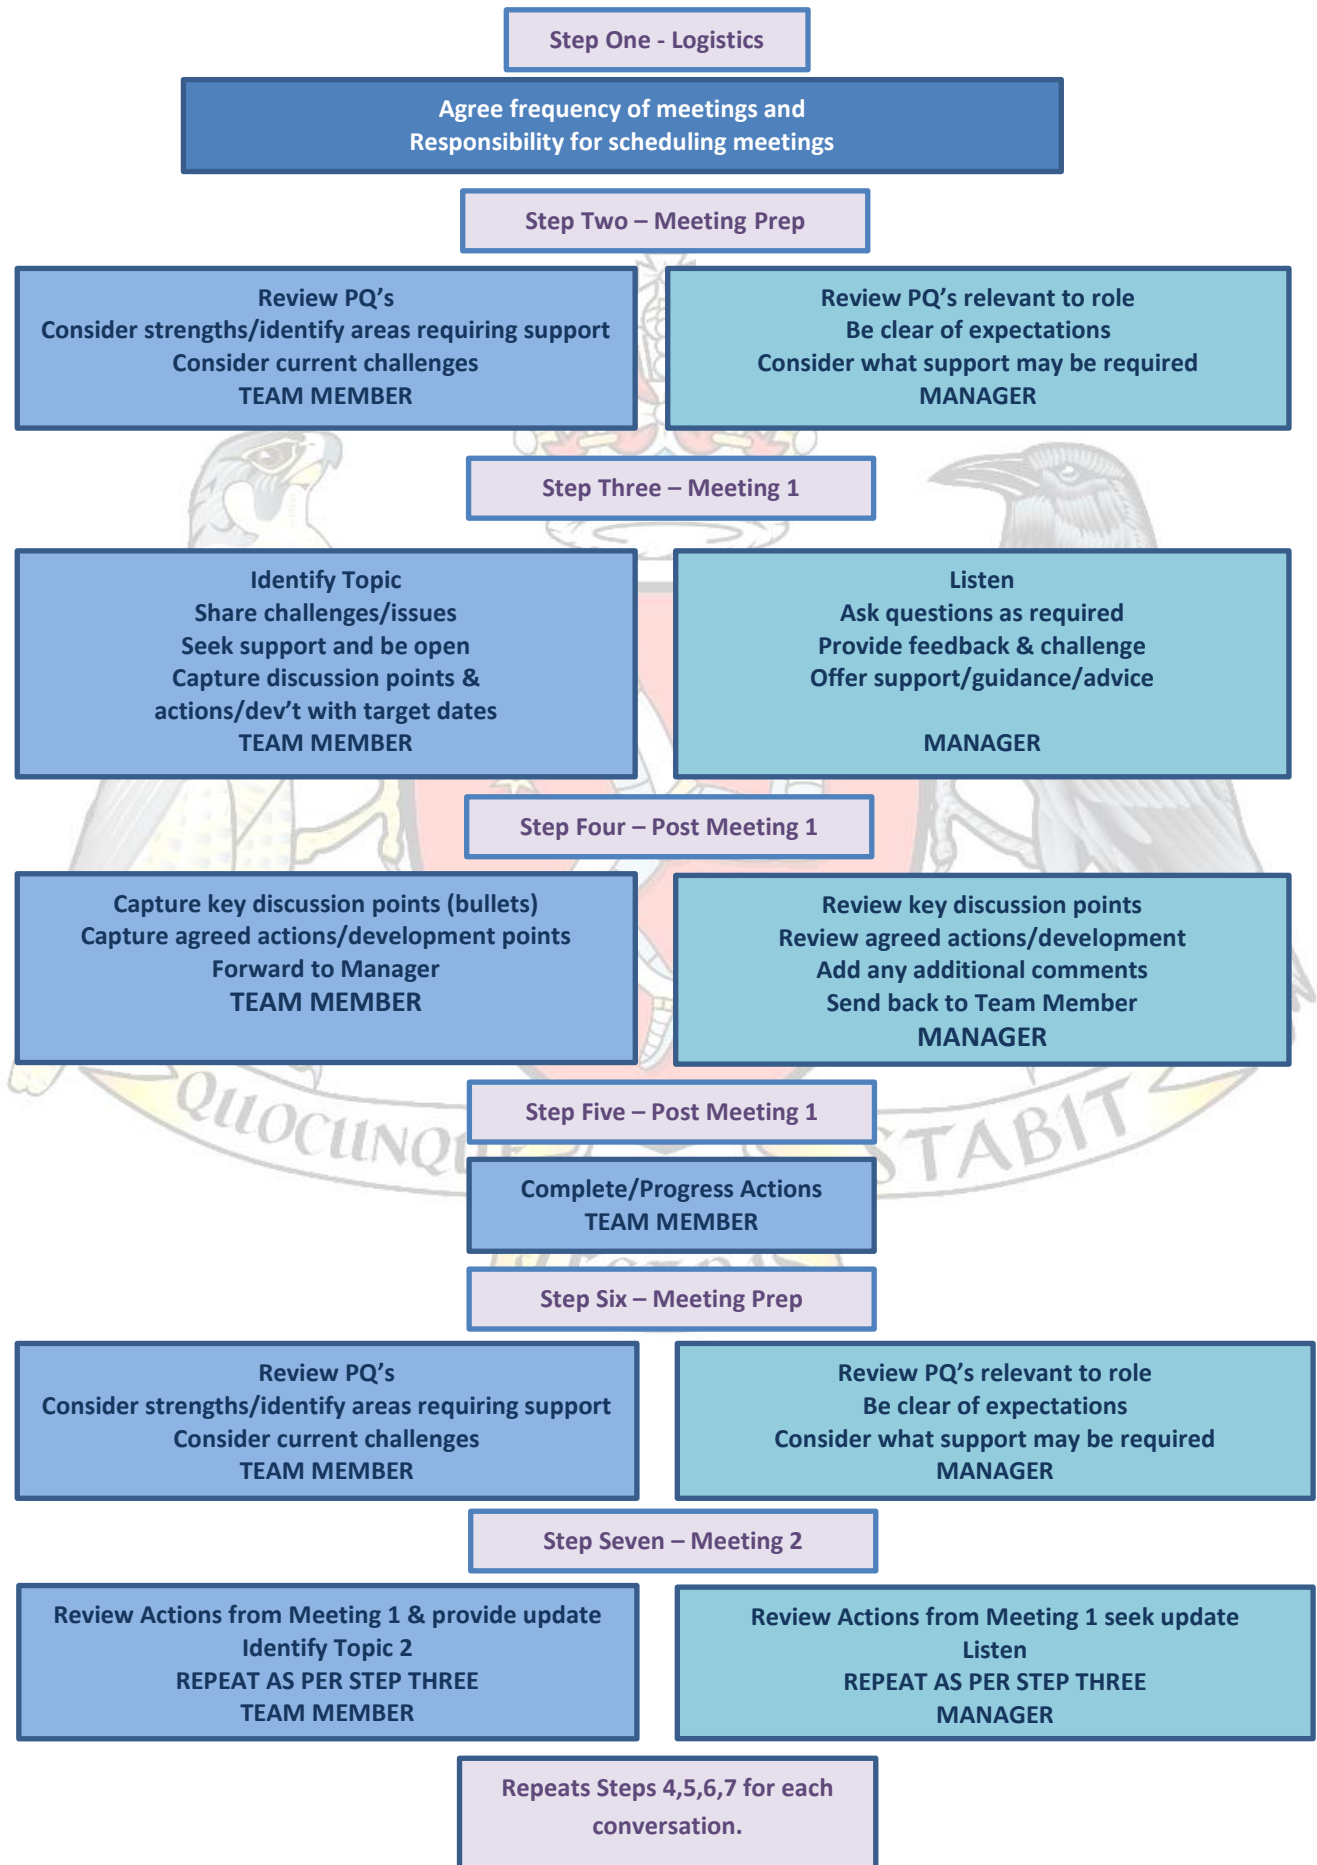 Step One - Logistics
Agree frequency of meetings and
Responsibility for scheduling meetings
Step Two – Meeting Prep
Review PQ’s
Consider strengths/identify areas requiring support
Consider current challenges
TEAM MEMBER
Review PQ’s relevant to role
Be clear of expectations
Consider what support may be required
MANAGER
Step Three – Meeting 1
Identify Topic
Share challenges/issues
Seek support and be open
Capture discussion points &
actions/dev’t with target dates
TEAM MEMBER
Listen
Ask questions as required
Provide feedback & challenge
Offer support/guidance/advice
MANAGER
Step Four – Post Meeting 1
Capture key discussion points (bullets)
Capture agreed actions/development points
Forward to Manager
TEAM MEMBER
Review key discussion points
Review agreed actions/development
Add any additional comments
Send back to Team Member
MANAGER
QUOCUNQUE
STABIT
Step Five – Post Meeting 1
Complete/Progress Actions
TEAM MEMBER
Step Six – Meeting Prep
Review PQ’s
Consider strengths/identify areas requiring support
Consider current challenges
TEAM MEMBER
Review PQ’s relevant to role
Be clear of expectations
Consider what support may be required
MANAGER
Step Seven – Meeting 2
Review Actions from Meeting 1 & provide update
Identify Topic 2
REPEAT AS PER STEP THREE
TEAM MEMBER
Review Actions from Meeting 1 seek update
Listen
REPEAT AS PER STEP THREE
MANAGER
Repeats Steps 4,5,6,7 for each
conversation.